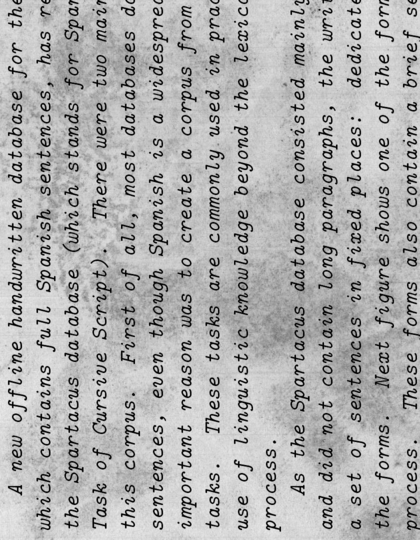 A new offline handwritten database for the
which contains full Spanish sentences, has re
the Spartacus database (which stands for Span
Task of Cursive Script). There were two main
this corpus. First of all, most databases do
sentences, even though Spanish is a widespred
important reason was to create a corpus from
tasks. These tasks are commonly used in prac
use of linguistic knowledge beyond the lexico
process.
As the Spartacus database consisted mainly
and did not contain long paragraphs, the writ
a set of sentences in fixed places: dedicate
the forms. Next figure shows one of the form
process. These forms also contain a brief se